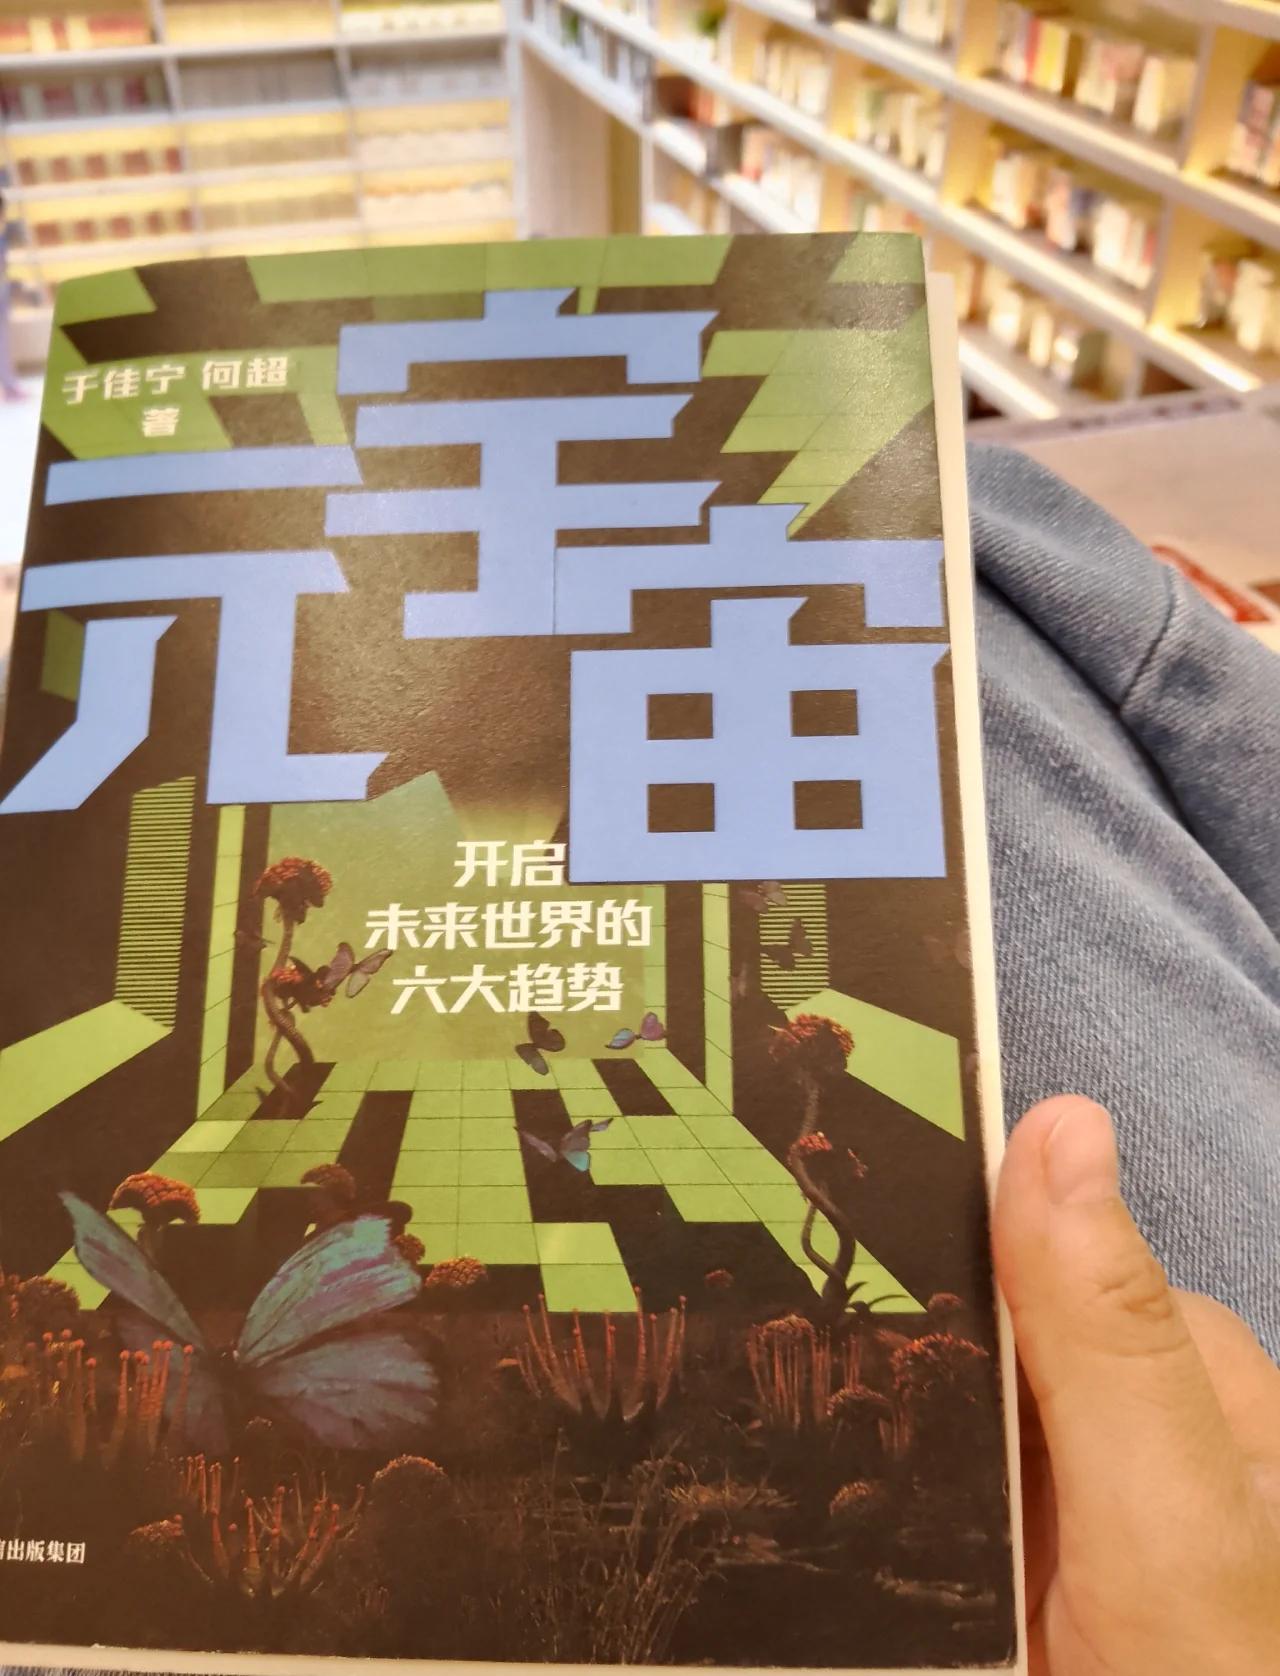 于佳宁 何超
著
元宇宙
开启
未来世界的
六大趋势
出版集团